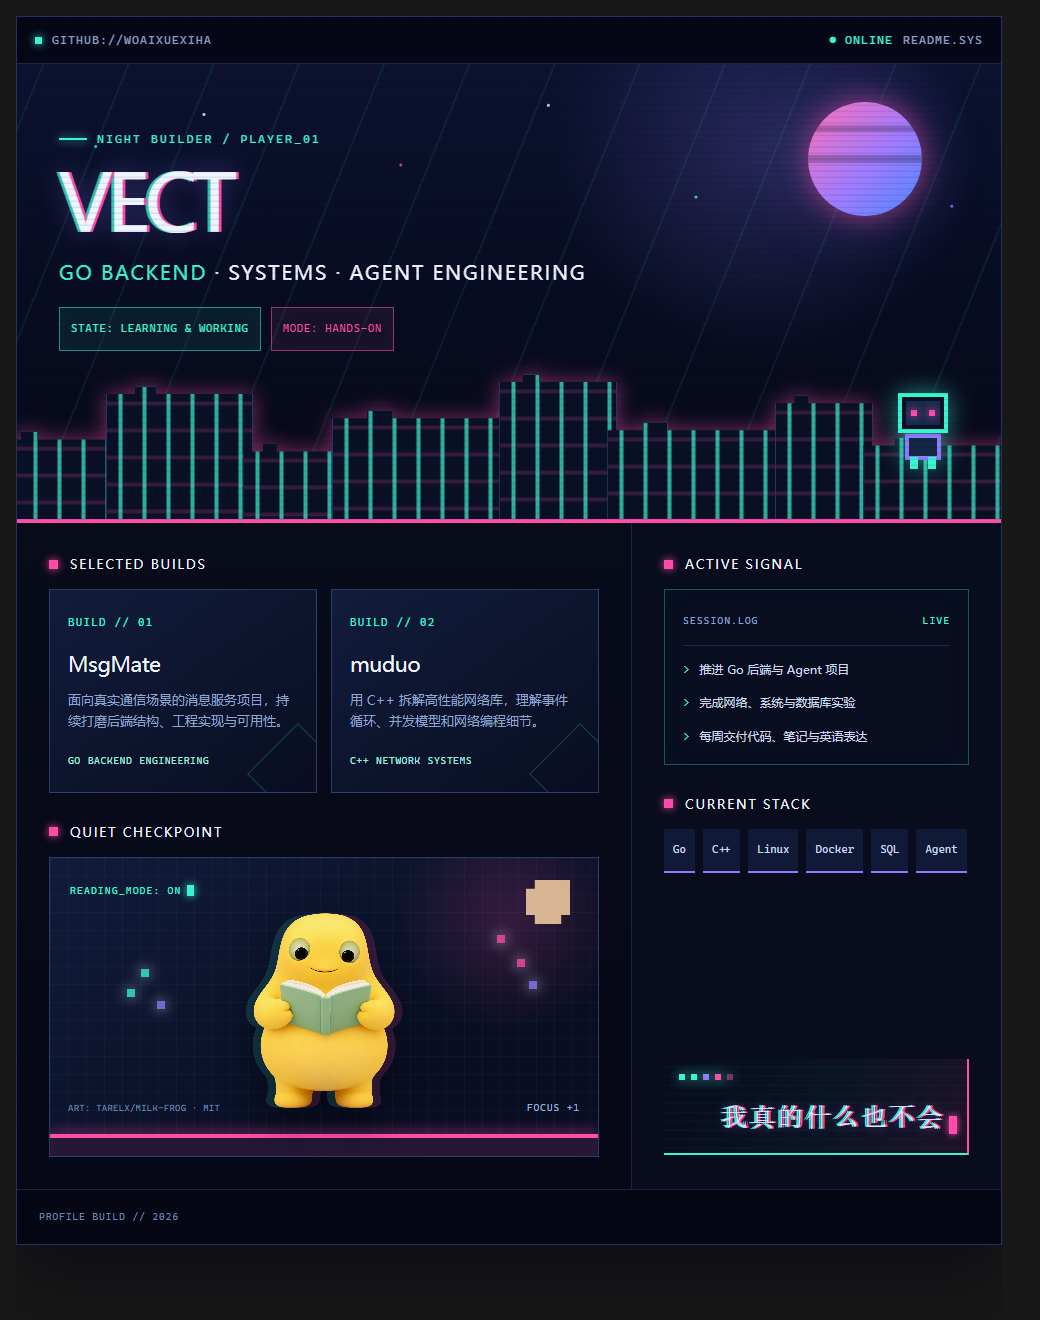 GITHUB://WOAIXUEXIHA
ONLINE README.SYS
NIGHT BUILDER / PLAYER_01
VECT
GO BACKEND · SYSTEMS · AGENT ENGINEERING
STATE: LEARNING & WORKING
MODE: HANDS-ON
SELECTED BUILDS
BUILD // 01
MsgMate
面向真实通信场景的消息服务项目，持
续打磨后端结构、工程实现与可用性。
GO BACKEND ENGINEERING
BUILD // 02
muduo
用 C++ 拆解高性能网络库，理解事件
循环、并发模型和网络编程细节。
C++ NETWORK SYSTEMS
QUIET CHECKPOINT
READING_MODE: ON
ART: TARELX/MILK-FROG · MIT
FOCUS +1
ACTIVE SIGNAL
SESSION.LOG
LIVE
> 推进 Go 后端与 Agent 项目
> 完成网络、系统与数据库实验
> 每周交付代码、笔记与英语表达
CURRENT STACK
Go
C++
Linux
Docker
SQL
Agent
我真的什么也不会
PROFILE BUILD // 2026